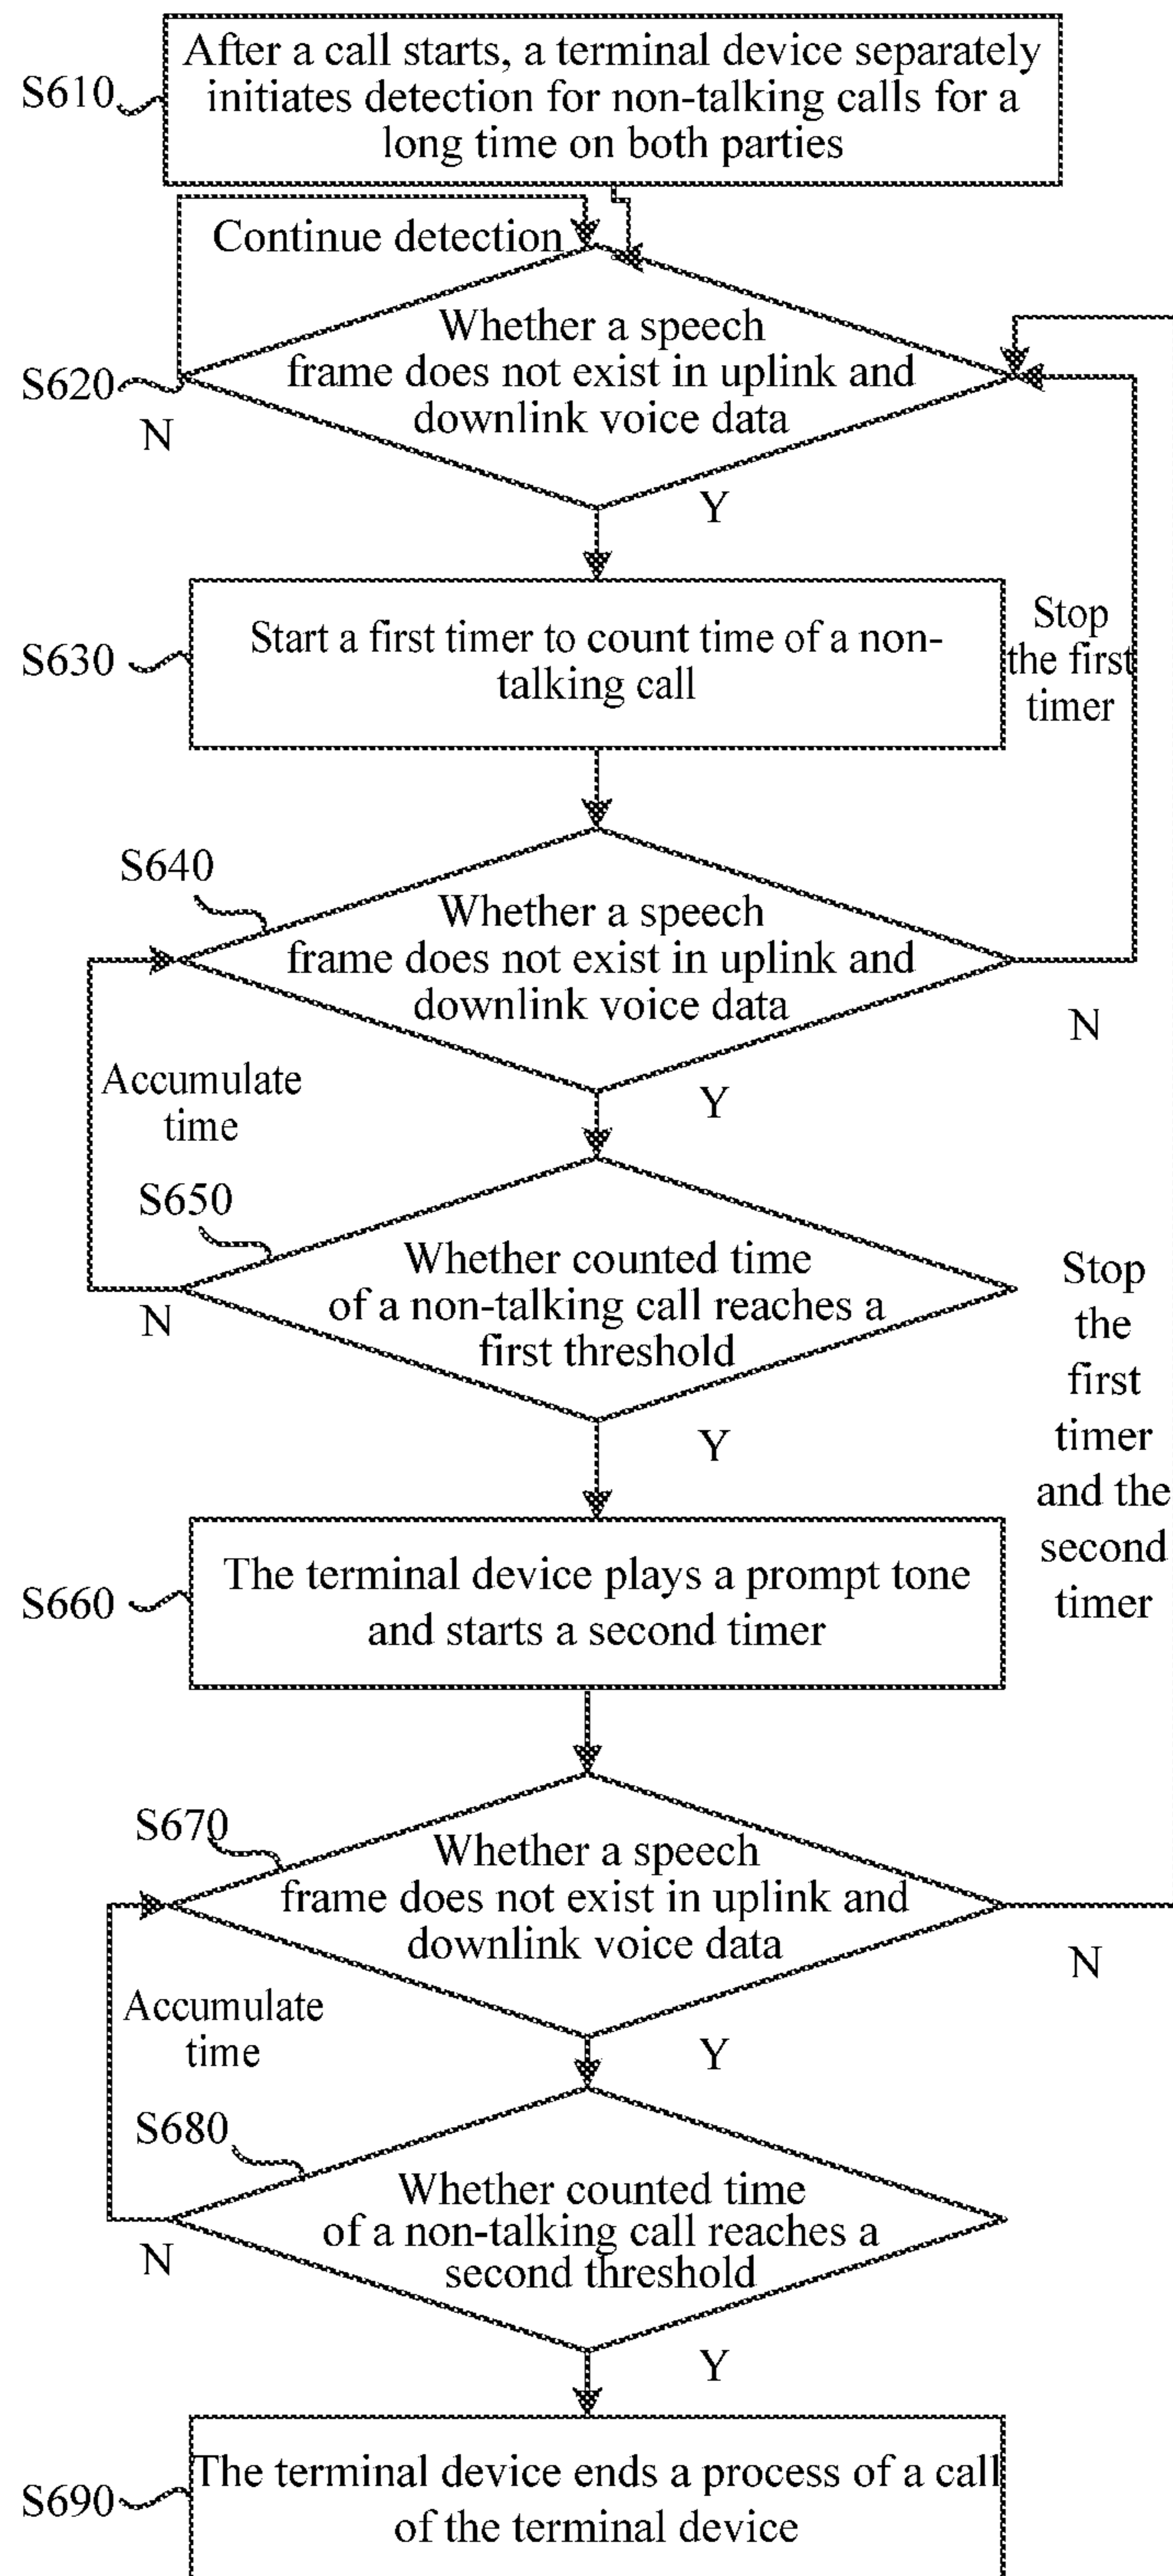 S610
After a call starts, a terminal device separately
initiates detection for non-talking calls for a
long time on both parties
Continue detection
S620
Whether a speech
frame does not exist in uplink and
downlink voice data
N
Y
S630
Start a first timer to count time of a non-
talking call
Stop
the first
timer
S640
Whether a speech
frame does not exist in uplink and
downlink voice data
N
Y
Accumulate
time
S650
Whether counted time
of a non-talking call reaches a
first threshold
N
Y
Stop
the
first
timer
and the
second
timer
S660
The terminal device plays a prompt tone
and starts a second timer
S670
Whether a speech
frame does not exist in uplink and
downlink voice data
N
Y
Accumulate
time
S680
Whether counted time
of a non-talking call reaches a
second threshold
N
Y
S690
The terminal device ends a process of a call
of the terminal device